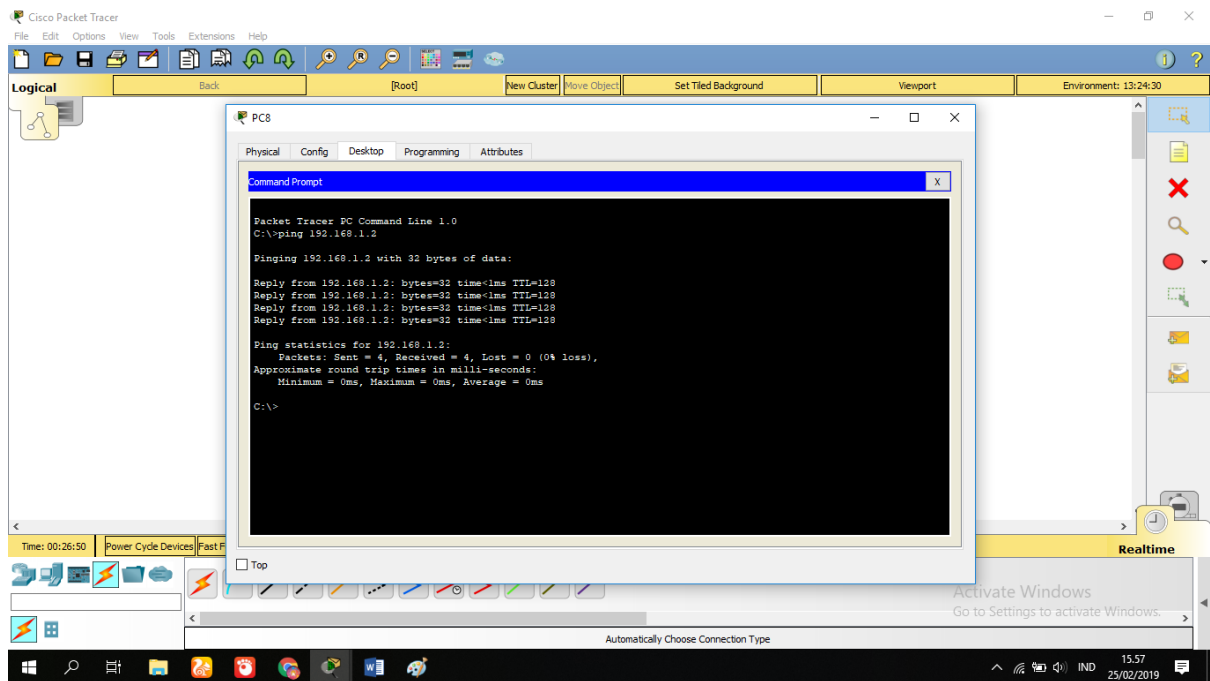 Cisco Packet Tracer
File Edit Options View Tools Extensions Help
Logical
Back
[Root]
New Cluster
Move Object
Set Tiled Background
Viewport
Environment: 13:24:30
PC8
Physical Config Desktop Programming Attributes
Command Prompt
X
Packet Tracer PC Command Line 1.0
C:\>ping 192.168.1.2
Pinging 192.168.1.2 with 32 bytes of data:
Reply from 192.168.1.2: bytes=32 time<1ms TTL=128
Reply from 192.168.1.2: bytes=32 time<1ms TTL=128
Reply from 192.168.1.2: bytes=32 time<1ms TTL=128
Reply from 192.168.1.2: bytes=32 time<1ms TTL=128
Ping statistics for 192.168.1.2:
Packets: Sent = 4, Received = 4, Lost = 0 (0% loss),
Approximate round trip times in milli-seconds:
Minimum = 0ms, Maximum = 0ms, Average = 0ms
C:\>
Time: 00:26:50
Power Cycle Devices
Fast F
Realtime
Top
Activate Windows
Go to Settings to activate Windows.
Automatically Choose Connection Type
IND
15.57
25/02/2019